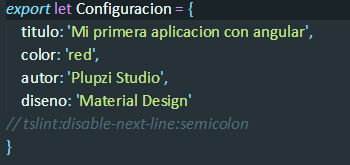 export let Configuracion = {
titulo: 'Mi primera aplicacion con angular',
color: 'red',
autor: 'Plupzi Studio',
diseno: 'Material Design'
// tslint:disable-next-line:semicolon
}